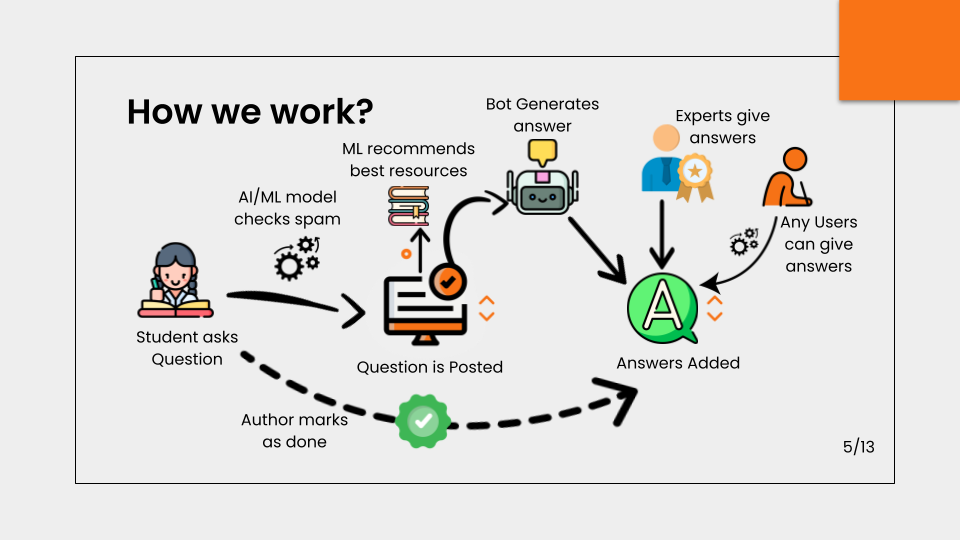 How we work?
Bot Generates
answer
Experts give
answers
ML recommends
best resources
AI/ML model
checks spam
Any Users
can give
answers
A
Student asks
Question
Question is Posted
Answers Added
Author marks
as done
5/13